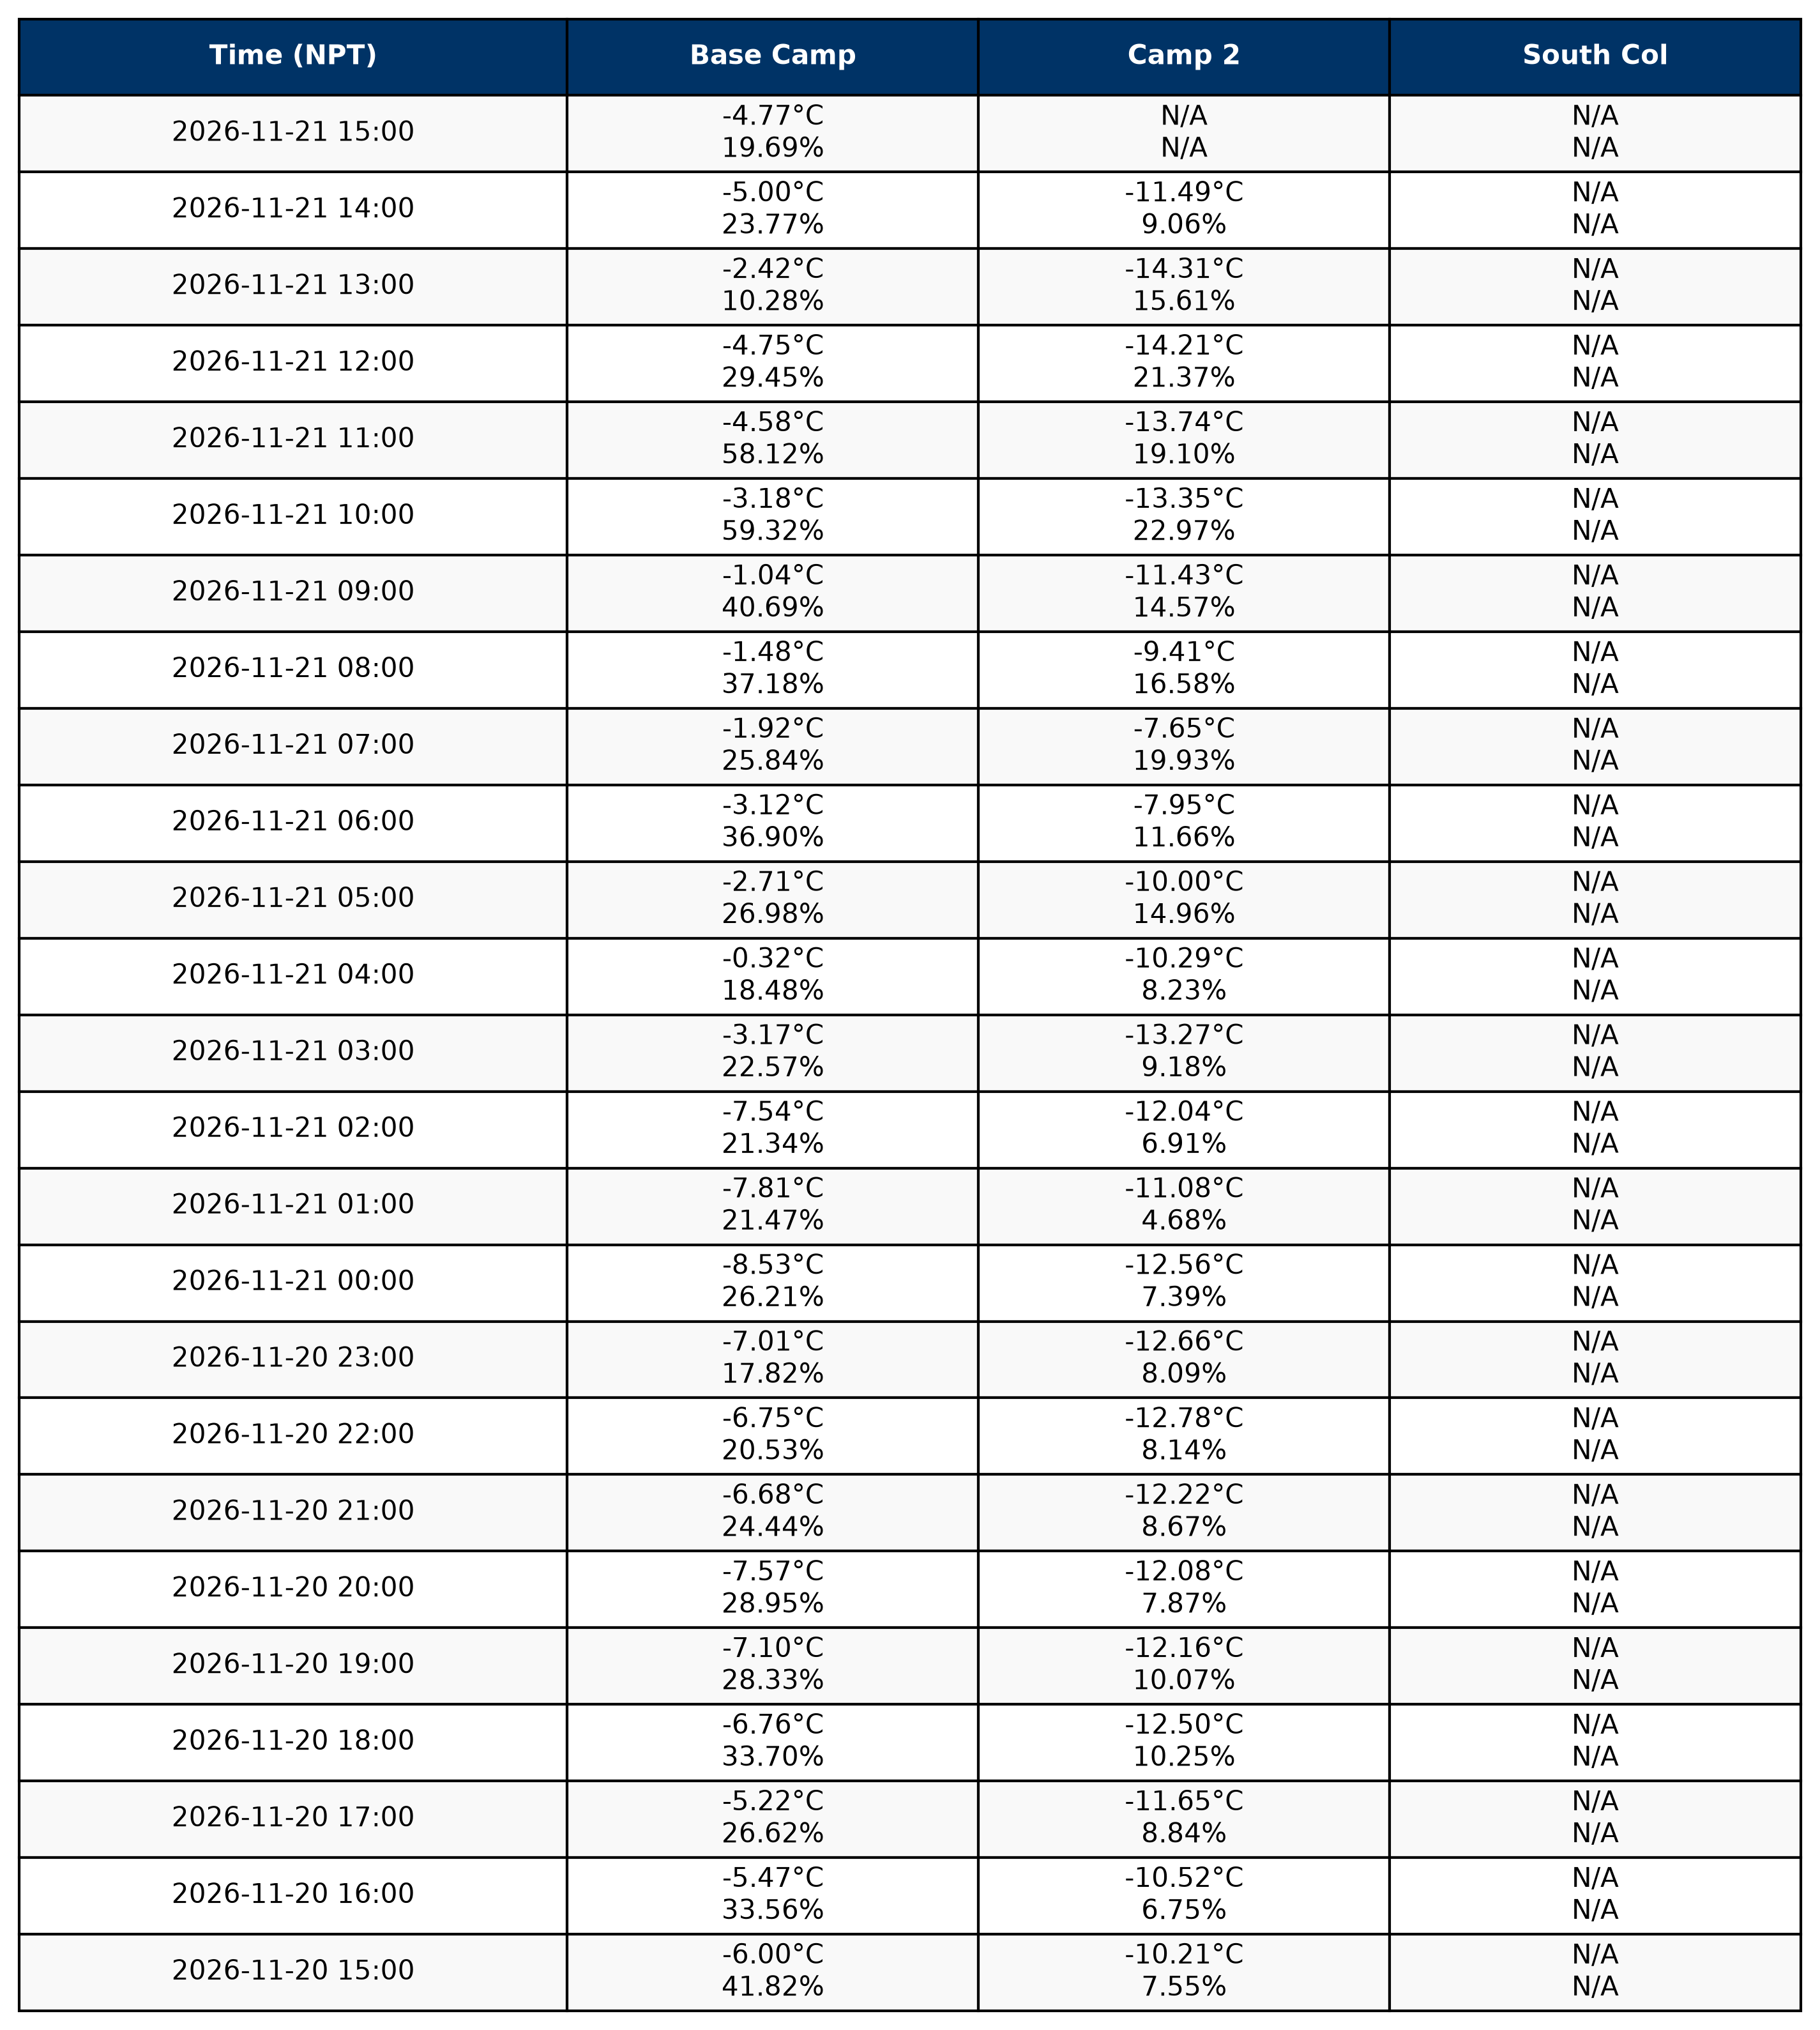 Time (NPT) Base Camp Camp 2 South Col
2026-11-21 15:00 -4.77°C N/A N/A
19.69% N/A N/A
2026-11-21 14:00 -5.00°C -11.49°C N/A
23.77% 9.06% N/A
2026-11-21 13:00 -2.42°C -14.31°C N/A
10.28% 15.61% N/A
2026-11-21 12:00 -4.75°C -14.21°C N/A
29.45% 21.37% N/A
2026-11-21 11:00 -4.58°C -13.74°C N/A
58.12% 19.10% N/A
2026-11-21 10:00 -3.18°C -13.35°C N/A
59.32% 22.97% N/A
2026-11-21 09:00 -1.04°C -11.43°C N/A
40.69% 14.57% N/A
2026-11-21 08:00 -1.48°C -9.41°C N/A
37.18% 16.58% N/A
2026-11-21 07:00 -1.92°C -7.65°C N/A
25.84% 19.93% N/A
2026-11-21 06:00 -3.12°C -7.95°C N/A
36.90% 11.66% N/A
2026-11-21 05:00 -2.71°C -10.00°C N/A
26.98% 14.96% N/A
2026-11-21 04:00 -0.32°C -10.29°C N/A
18.48% 8.23% N/A
2026-11-21 03:00 -3.17°C -13.27°C N/A
22.57% 9.18% N/A
2026-11-21 02:00 -7.54°C -12.04°C N/A
21.34% 6.91% N/A
2026-11-21 01:00 -7.81°C -11.08°C N/A
21.47% 4.68% N/A
2026-11-21 00:00 -8.53°C -12.56°C N/A
26.21% 7.39% N/A
2026-11-20 23:00 -7.01°C -12.66°C N/A
17.82% 8.09% N/A
2026-11-20 22:00 -6.75°C -12.78°C N/A
20.53% 8.14% N/A
2026-11-20 21:00 -6.68°C -12.22°C N/A
24.44% 8.67% N/A
2026-11-20 20:00 -7.57°C -12.08°C N/A
28.95% 7.87% N/A
2026-11-20 19:00 -7.10°C -12.16°C N/A
28.33% 10.07% N/A
2026-11-20 18:00 -6.76°C -12.50°C N/A
33.70% 10.25% N/A
2026-11-20 17:00 -5.22°C -11.65°C N/A
26.62% 8.84% N/A
2026-11-20 16:00 -5.47°C -10.52°C N/A
33.56% 6.75% N/A
2026-11-20 15:00 -6.00°C -10.21°C N/A
41.82% 7.55% N/A